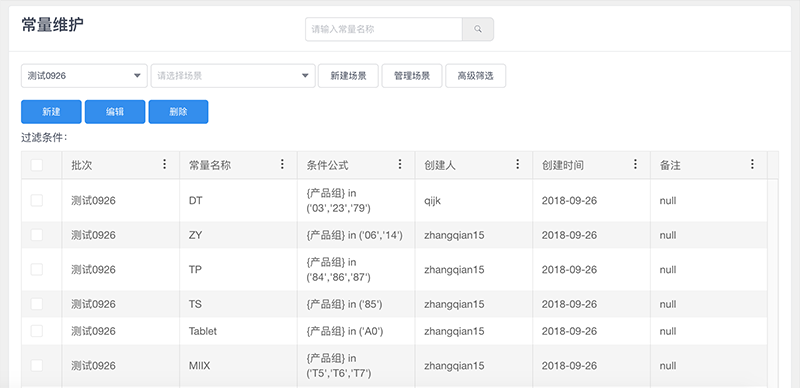 常量维护
请输入常量名称
测试0926 请选择场景 新建场景 管理场景 高级筛选
新建 编辑 删除
过滤条件：
批次 常量名称 条件公式 创建人 创建时间 备注
测试0926 DT {产品组} in ('03','23','79') qijk 2018-09-26 null
测试0926 ZY {产品组} in ('06','14') zhangqian15 2018-09-26 null
测试0926 TP {产品组} in ('84','86','87') zhangqian15 2018-09-26 null
测试0926 TS {产品组} in ('85') zhangqian15 2018-09-26 null
测试0926 Tablet {产品组} in ('A0') zhangqian15 2018-09-26 null
测试0926 MIIX {产品组} in ('T5','T6','T7') zhangqian15 2018-09-26 null